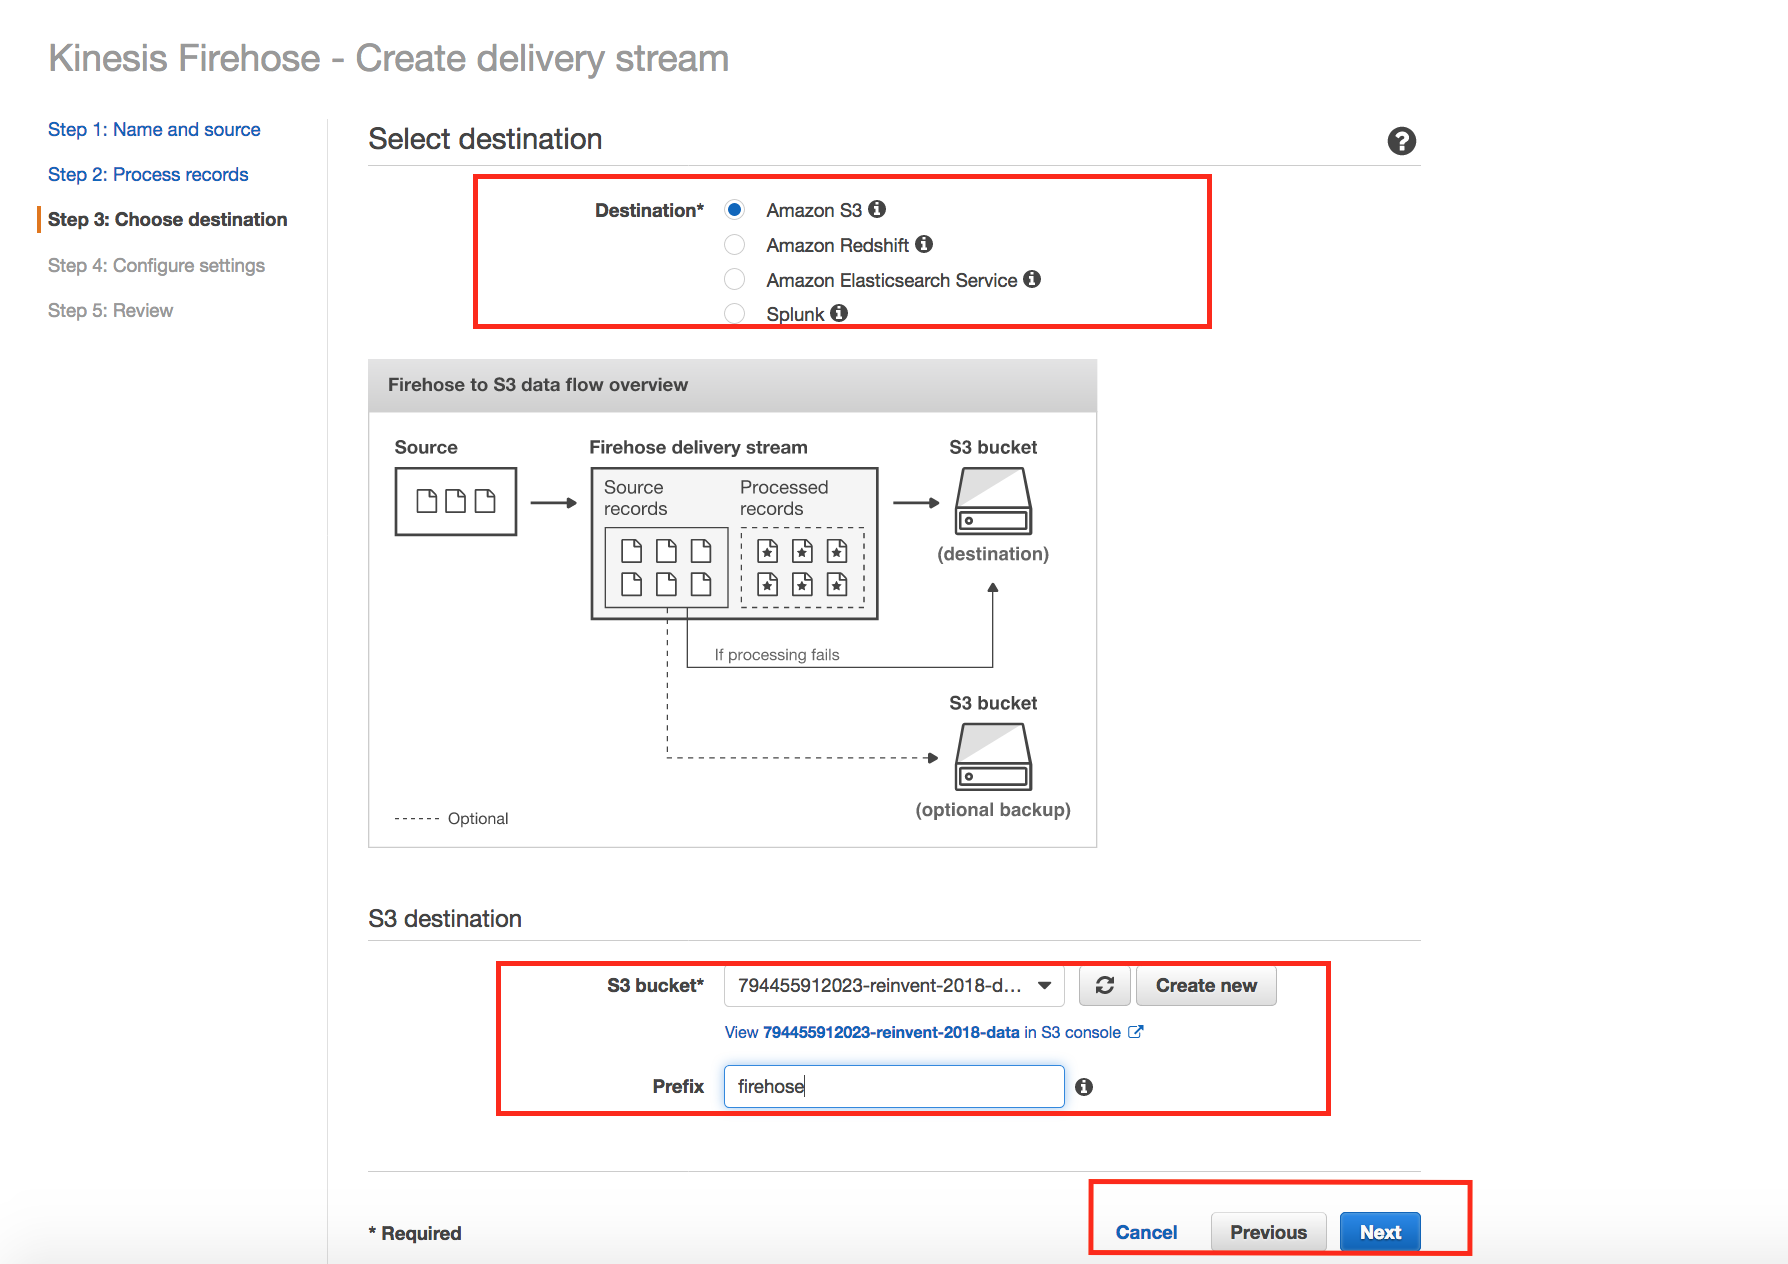 Kinesis Firehose - Create delivery stream
Step 1: Name and source
Step 2: Process records
Step 3: Choose destination
Step 4: Configure settings
Step 5: Review
Select destination
Destination*
Amazon S3
Amazon Redshift
Amazon Elasticsearch Service
Splunk
Firehose to S3 data flow overview
Source
Firehose delivery stream
S3 bucket
Source
records
Processed
records
(destination)
If processing fails
S3 bucket
(optional backup)
Optional
S3 destination
S3 bucket* 794455912023-reinvent-2018-d... Create new
View 794455912023-reinvent-2018-data in S3 console
Prefix firehose
* Required
Cancel Previous Next